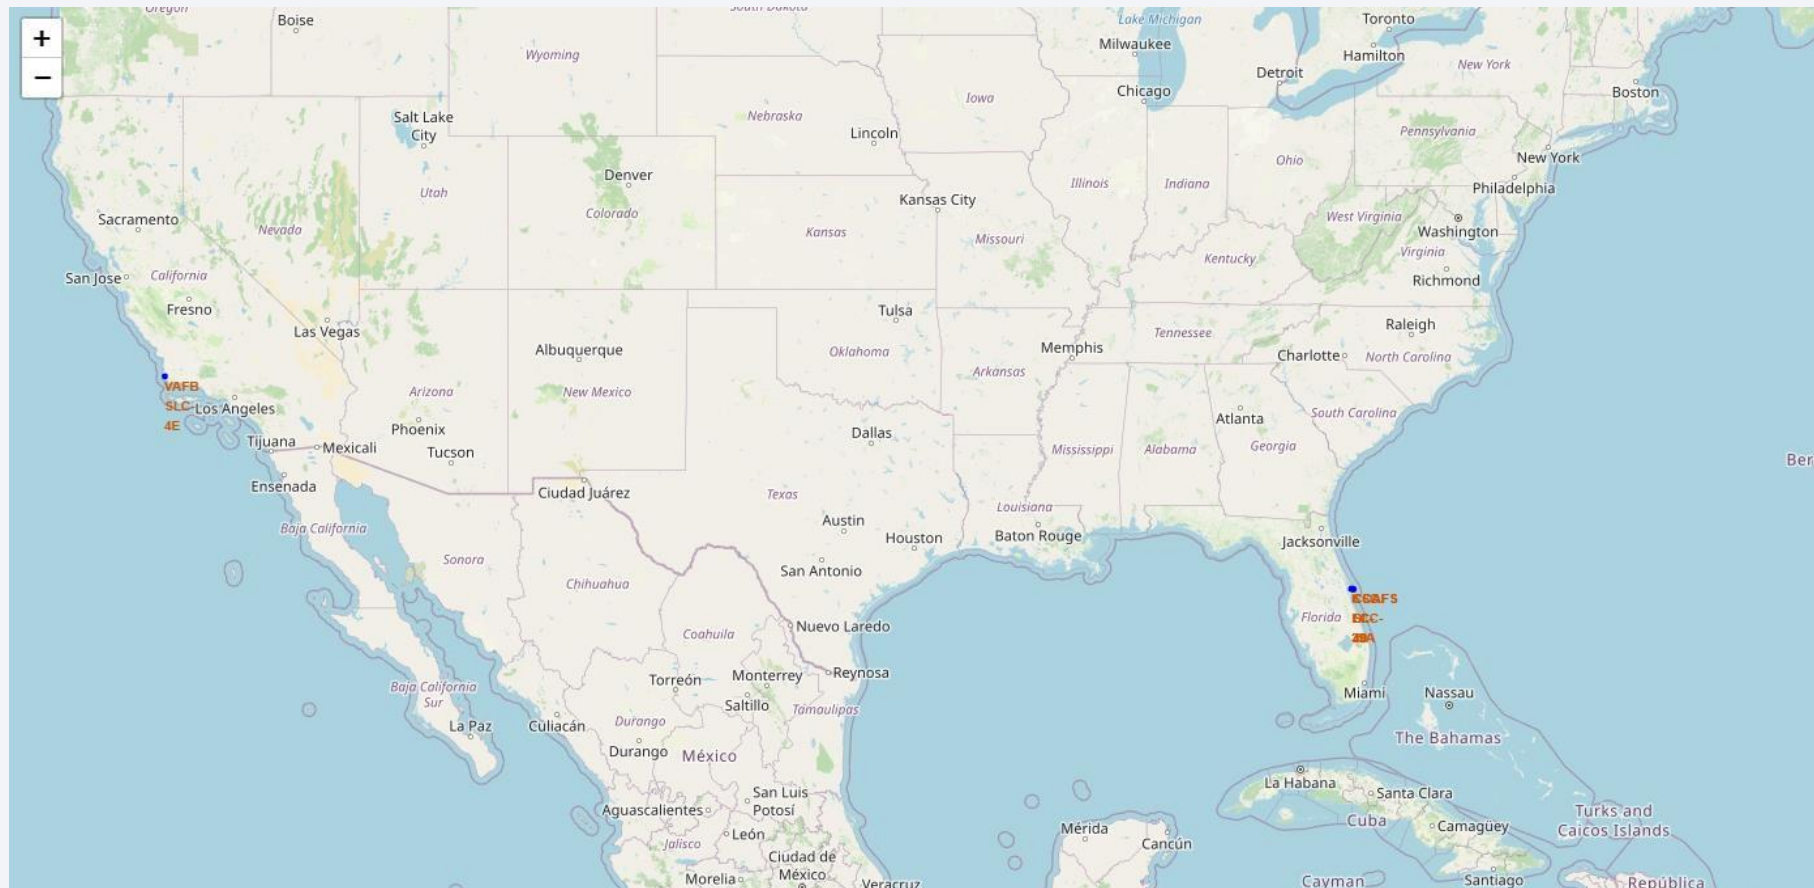 Oregon
Boise
South Dakota
Lake Michigan
Toronto
+
−
Wyoming
Milwaukee
Hamilton
New York
Detroit
Chicago
Boston
Iowa
Nebraska
Salt Lake
City
Lincoln
Pennsylvania
New York
Ohio
Denver
Utah
Illinois
Indiana
Philadelphia
Kansas City
Colorado
West Virginia
Sacramento
Nevada
Kansas
Missouri
Washington
Virginia
Kentucky
San Jose
California
Richmond
Fresno
Tulsa
Las Vegas
Raleigh
Tennessee
Albuquerque
Oklahoma
Memphis
Charlotte
North Carolina
Arkansas
VAFB
SLC-
4E
Arizona
New Mexico
Los Angeles
South Carolina
Atlanta
Phoenix
Dallas
Tijuana
Mexicali
Tucson
Mississippi
Alabama
Georgia
Ber
Ensenada
Ciudad Juárez
Texas
Louisiana
Baja California
Austin
Houston
Baton Rouge
Jacksonville
Sonora
San Antonio
Chihuahua
Florida
Nuevo Laredo
Coahuila
Reynosa
Torreón
Monterrey
Baja California
Sur
Saltillo
Tamaulipas
Miami
Nassau
La Paz
Culiacán
Durango
Durango
México
The Bahamas
La Habana
Santa Clara
San Luis
Potosí
Aguascalientes
Turks and
Caicos Islands
Cuba
Camagüey
León
Mérida
Cancún
Jalisco
Ciudad de
México
Morelia
Veracruz
Cayman
Santiago
República